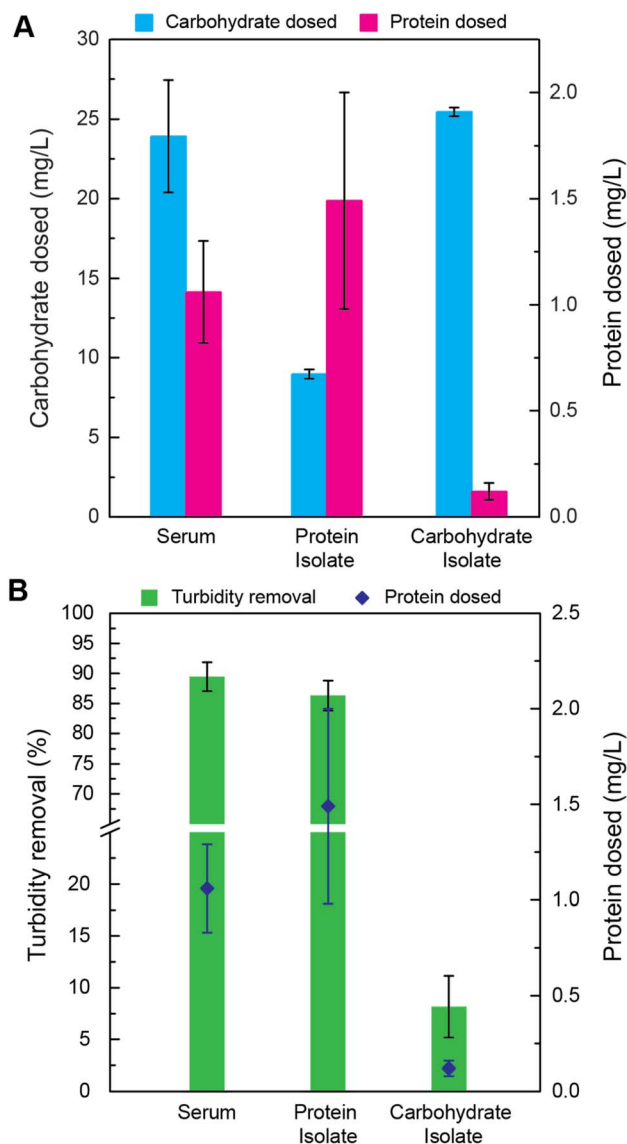 A
Carbohydrate dosed
Protein dosed
30
25
20
15
10
5
0
Carbohydrate dosed (mg/L)
2.0
1.5
1.0
0.5
0.0
Protein dosed (mg/L)
Serum
Protein
Isolate
Carbohydrate
Isolate
B
Turbidity removal
Protein dosed
100
95
90
85
80
75
70
20
15
10
5
0
Turbidity removal (%)
2.5
2.0
1.5
1.0
0.5
0.0
Protein dosed (mg/L)
Serum
Protein
Isolate
Carbohydrate
Isolate